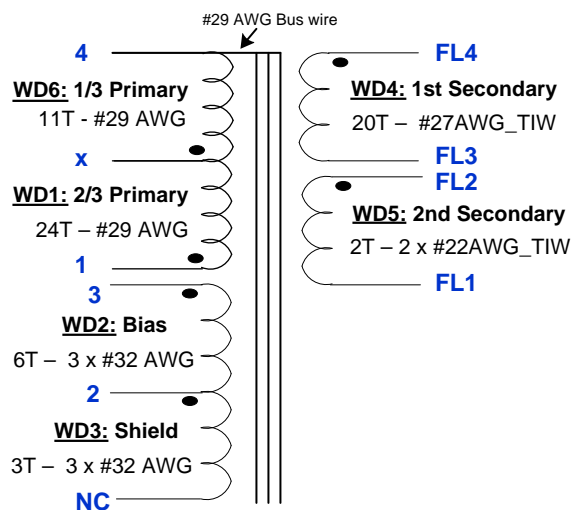 #29 AWG Bus wire
4
WD6: 1/3 Primary
11T - #29 AWG
x
WD1: 2/3 Primary
24T – #29 AWG
1
3
WD2: Bias
6T – 3 x #32 AWG
2
WD3: Shield
3T – 3 x #32 AWG
NC
FL4
WD4: 1st Secondary
20T – #27AWG_TIW
FL3
FL2
WD5: 2nd Secondary
2T – 2 x #22AWG_TIW
FL1